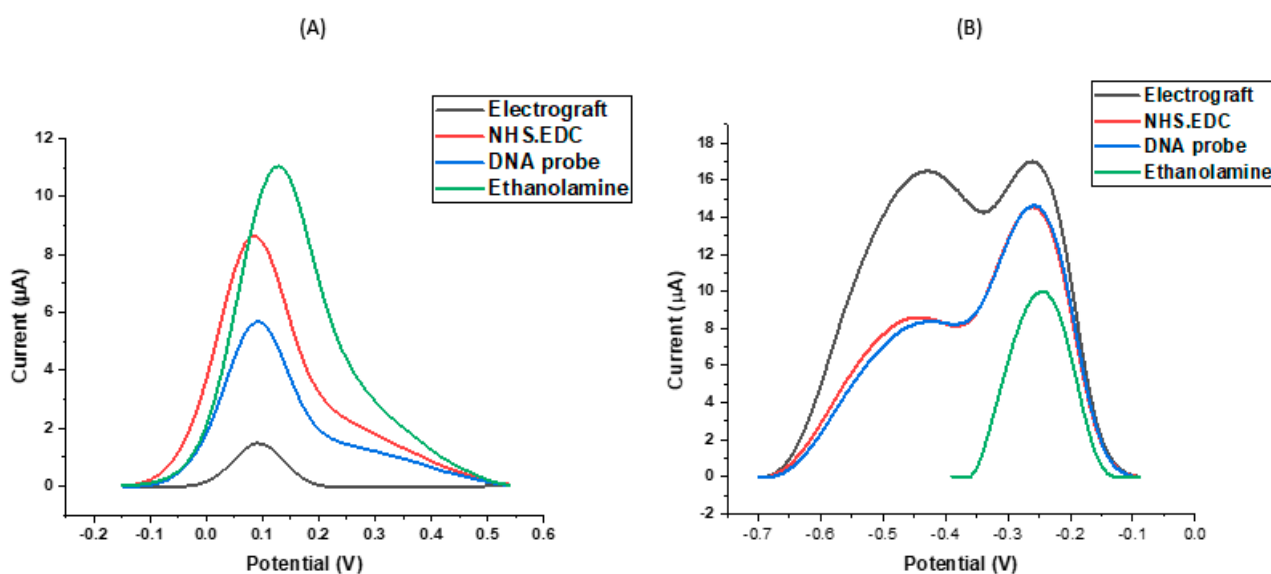 (A)
(B)
Electrograft
NHS.EDC
DNA probe
Ethanolamine
12
10
8
6
4
2
0
Current (µA)
-0.2
-0.1
0.0
0.1
0.2
0.3
0.4
0.5
0.6
Potential (V)
Electrograft
NHS.EDC
DNA probe
Ethanolamine
18
16
14
12
10
8
6
4
2
0
-2
Current (µA)
-0.7
-0.6
-0.5
-0.4
-0.3
-0.2
-0.1
0.0
Potential (V)